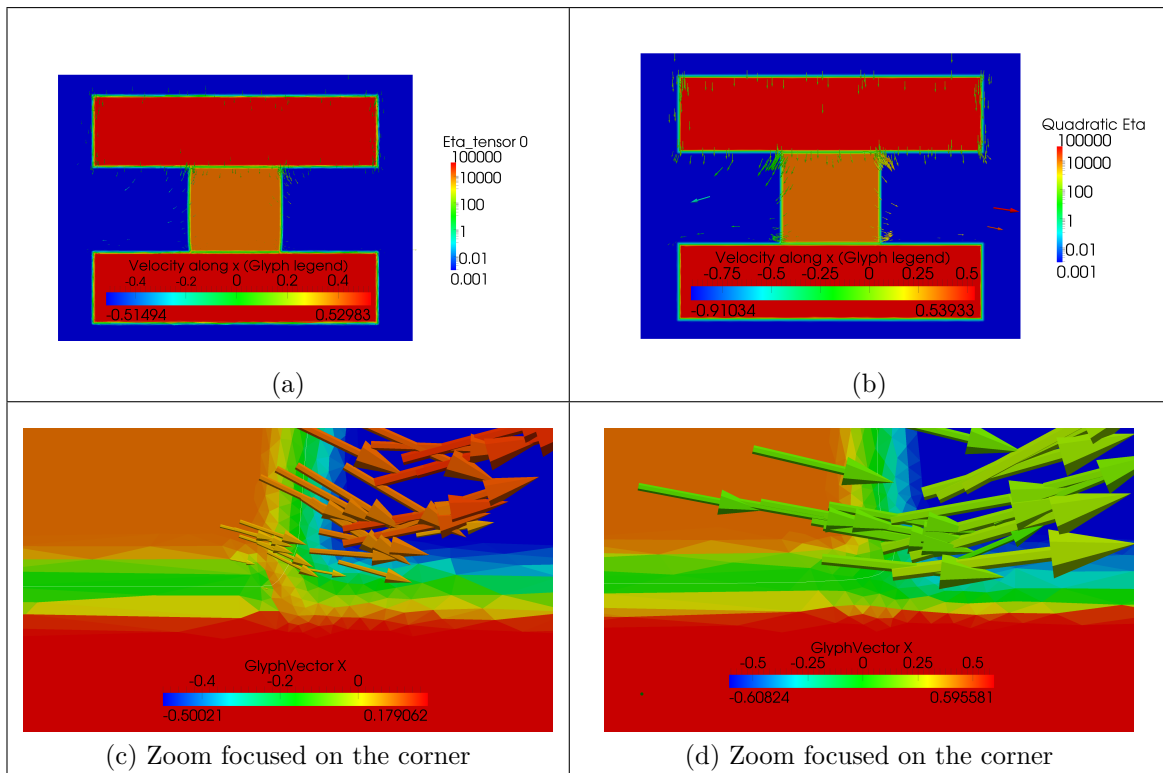 Eta_tensor 0
100000
10000
100
1
0.01
0.001
Velocity along x (Glyph legend)
-0.4 -0.2 0 0.2 0.4
-0.51494 0.52983
(a)
Quadratic Eta
100000
10000
100
1
0.01
0.001
Velocity along x (Glyph legend)
-0.75 -0.5 -0.25 0 0.25 0.5
-0.91034 0.53933
(b)
GlyphVector X
-0.4 -0.2 0
-0.50021 0.179062
(c) Zoom focused on the corner
GlyphVector X
-0.5 -0.25 0 0.25 0.5
-0.60824 0.595581
(d) Zoom focused on the corner